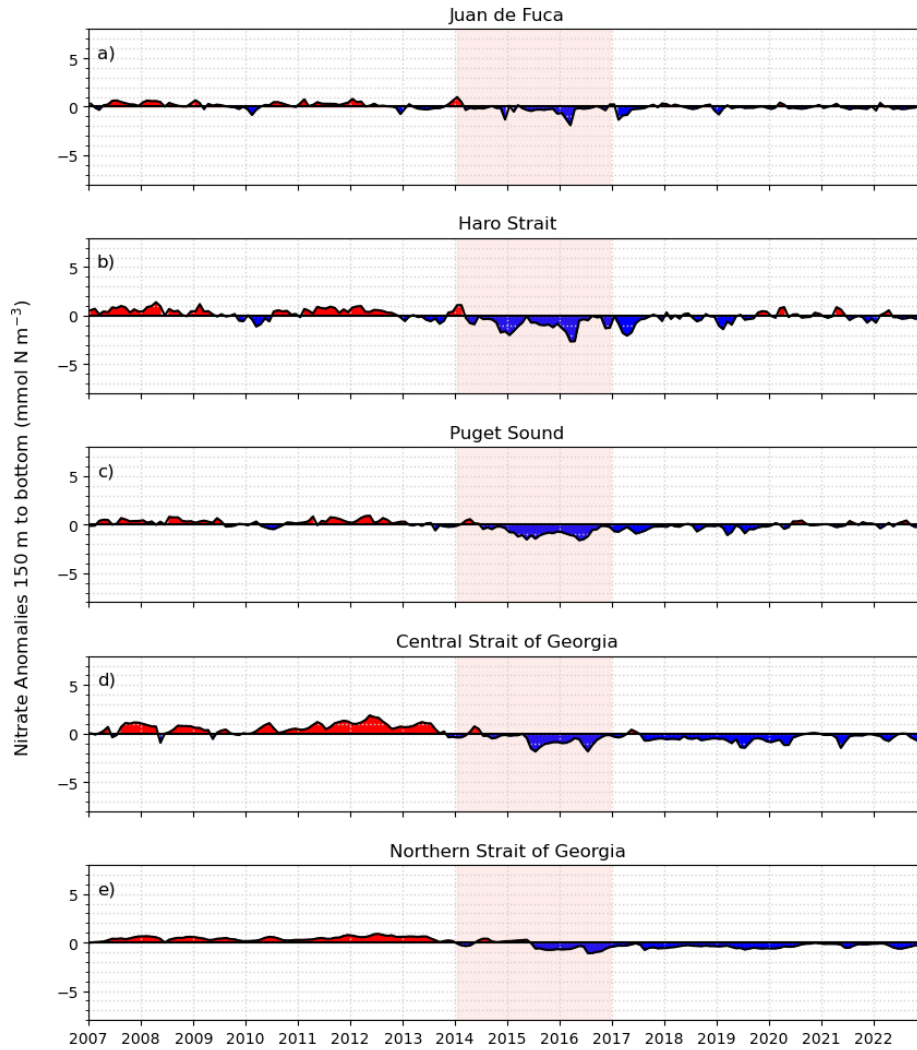 Juan de Fuca
a)
5
0
−5
Haro Strait
b)
5
0
−5
Puget Sound
c)
5
0
−5
Central Strait of Georgia
d)
5
0
−5
Northern Strait of Georgia
e)
5
0
−5
2007 2008 2009 2010 2011 2012 2013 2014 2015 2016 2017 2018 2019 2020 2021 2022
Nitrate Anomalies 150 m to bottom (mmol N m⁻³)